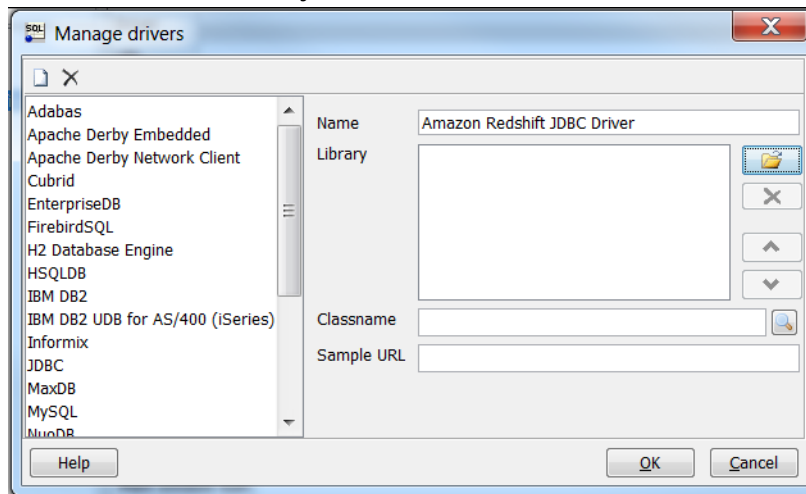 SQL Manage drivers
Adabas
Apache Derby Embedded
Apache Derby Network Client
Cubrid
EnterpriseDB
FirebirdSQL
H2 Database Engine
HSQLDB
IBM DB2
IBM DB2 UDB for AS/400 (iSeries)
Informix
JDBC
MaxDB
MySQL
NuoDB
Name Amazon Redshift JDBC Driver
Library
Classname
Sample URL
Help OK Cancel